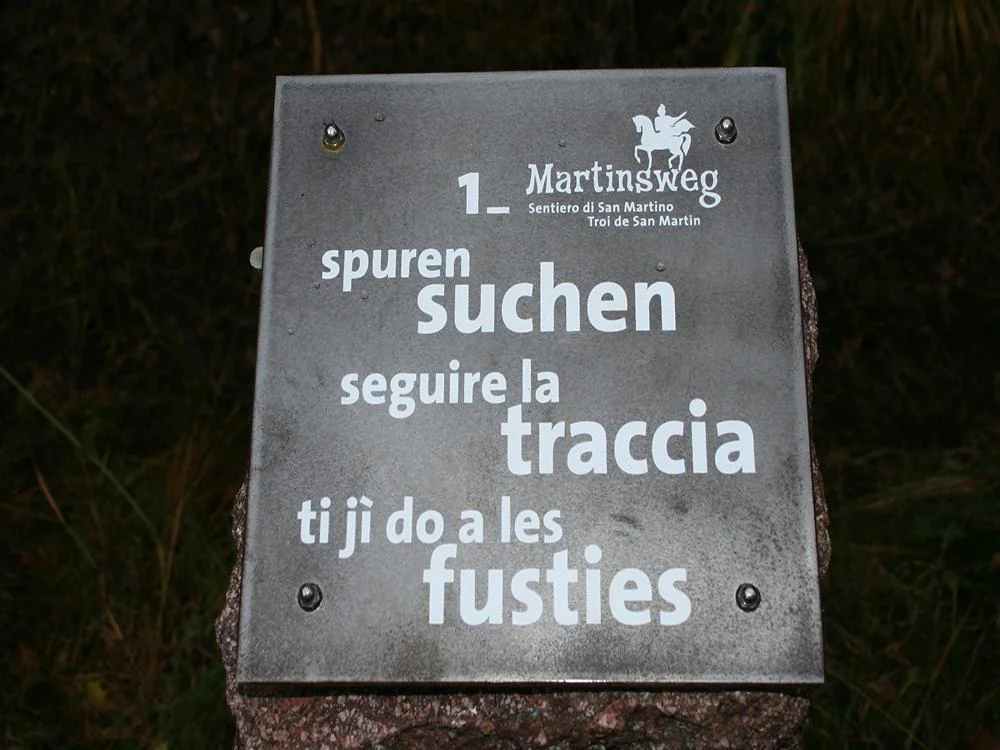 1_
Martinsweg
Sentiero di San Martino
Troi de San Martin
spuren
suchen
seguire la
traccia
ti jì do a les
fusties